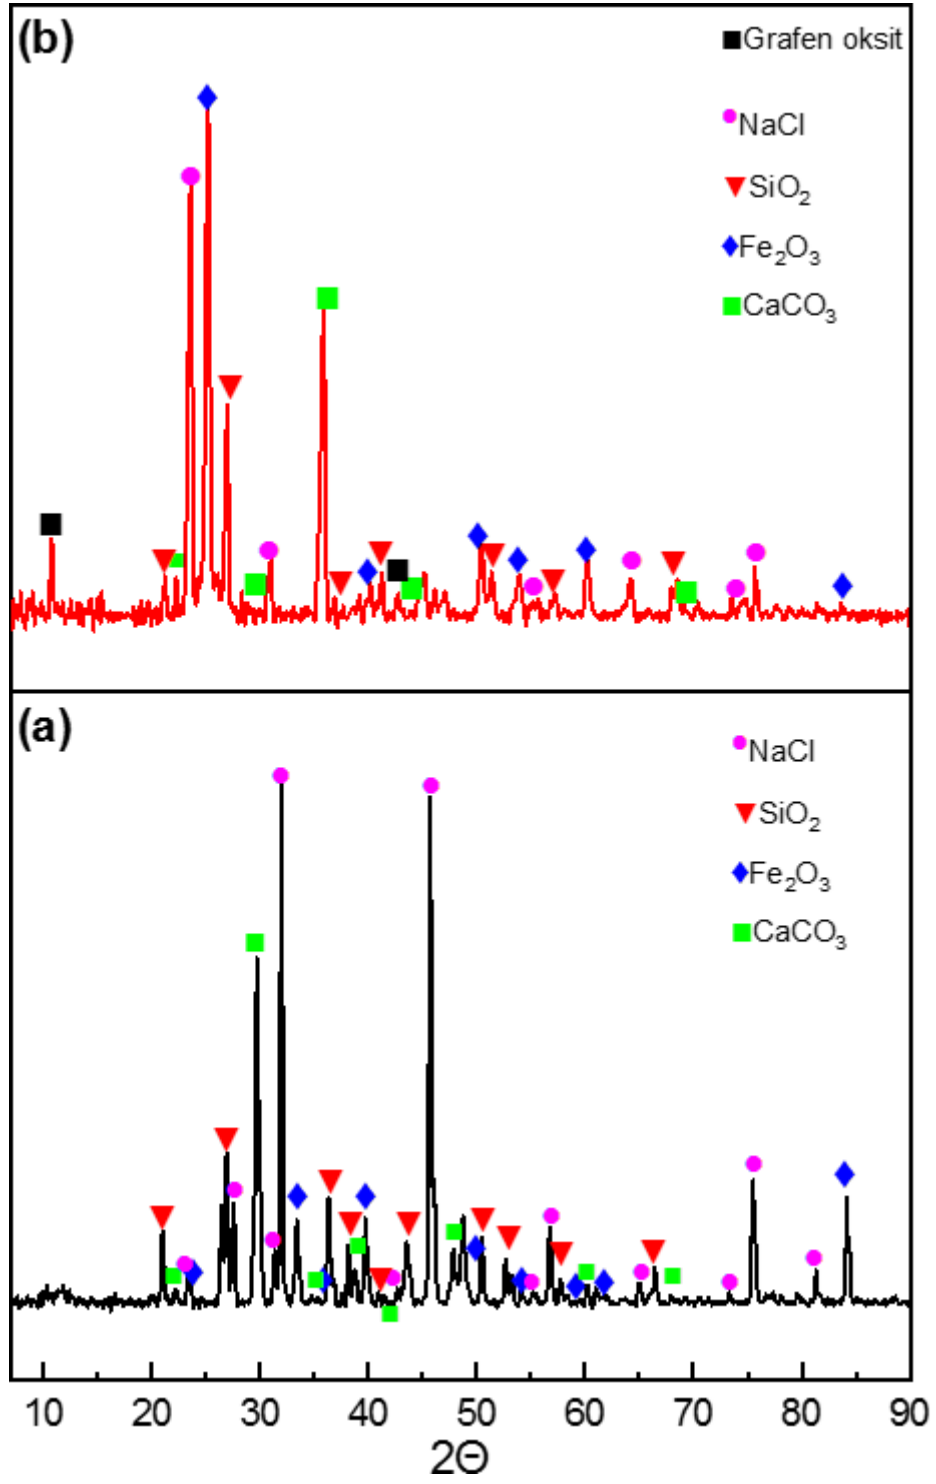 (b)
Grafen oksit
NaCl
SiO₂
Fe₂O₃
CaCO₃
(a)
NaCl
SiO₂
Fe₂O₃
CaCO₃
10 20 30 40 50 60 70 80 90
2Θ